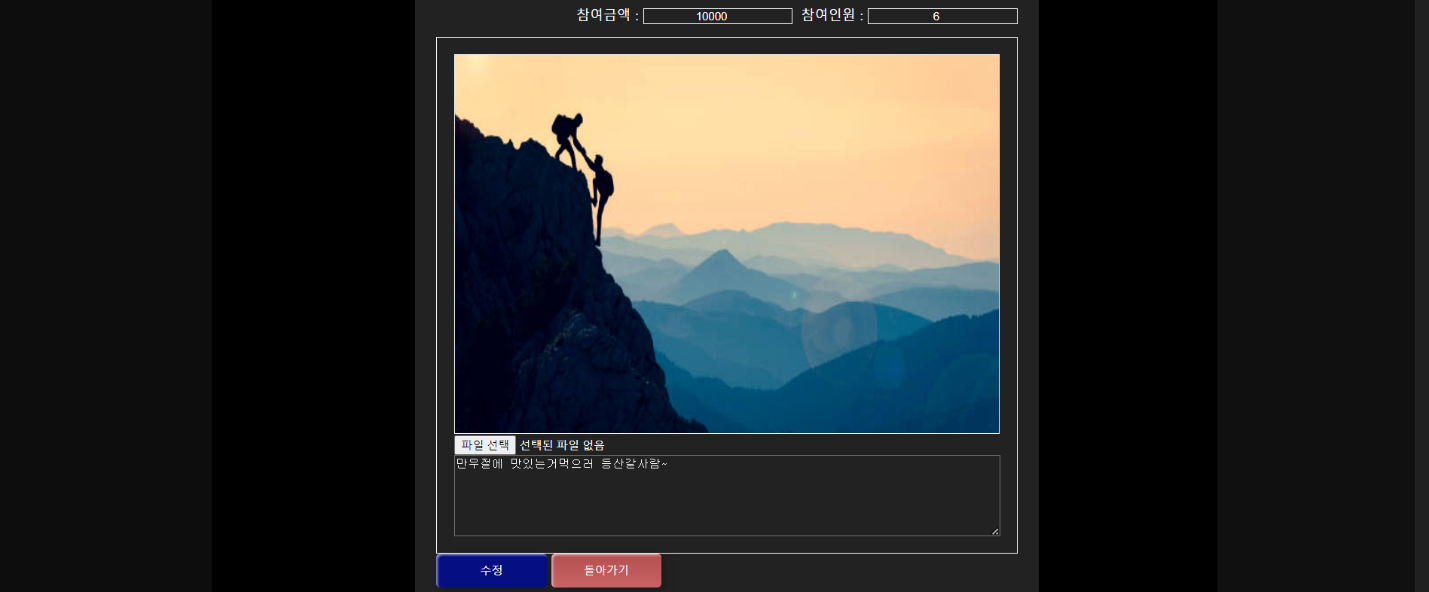 참여금액 : 10000 참여인원 : 6
파일 선택 선택된 파일 없음
만우절에 맛있는거먹으러 등산갈사람~
수정 돌아가기